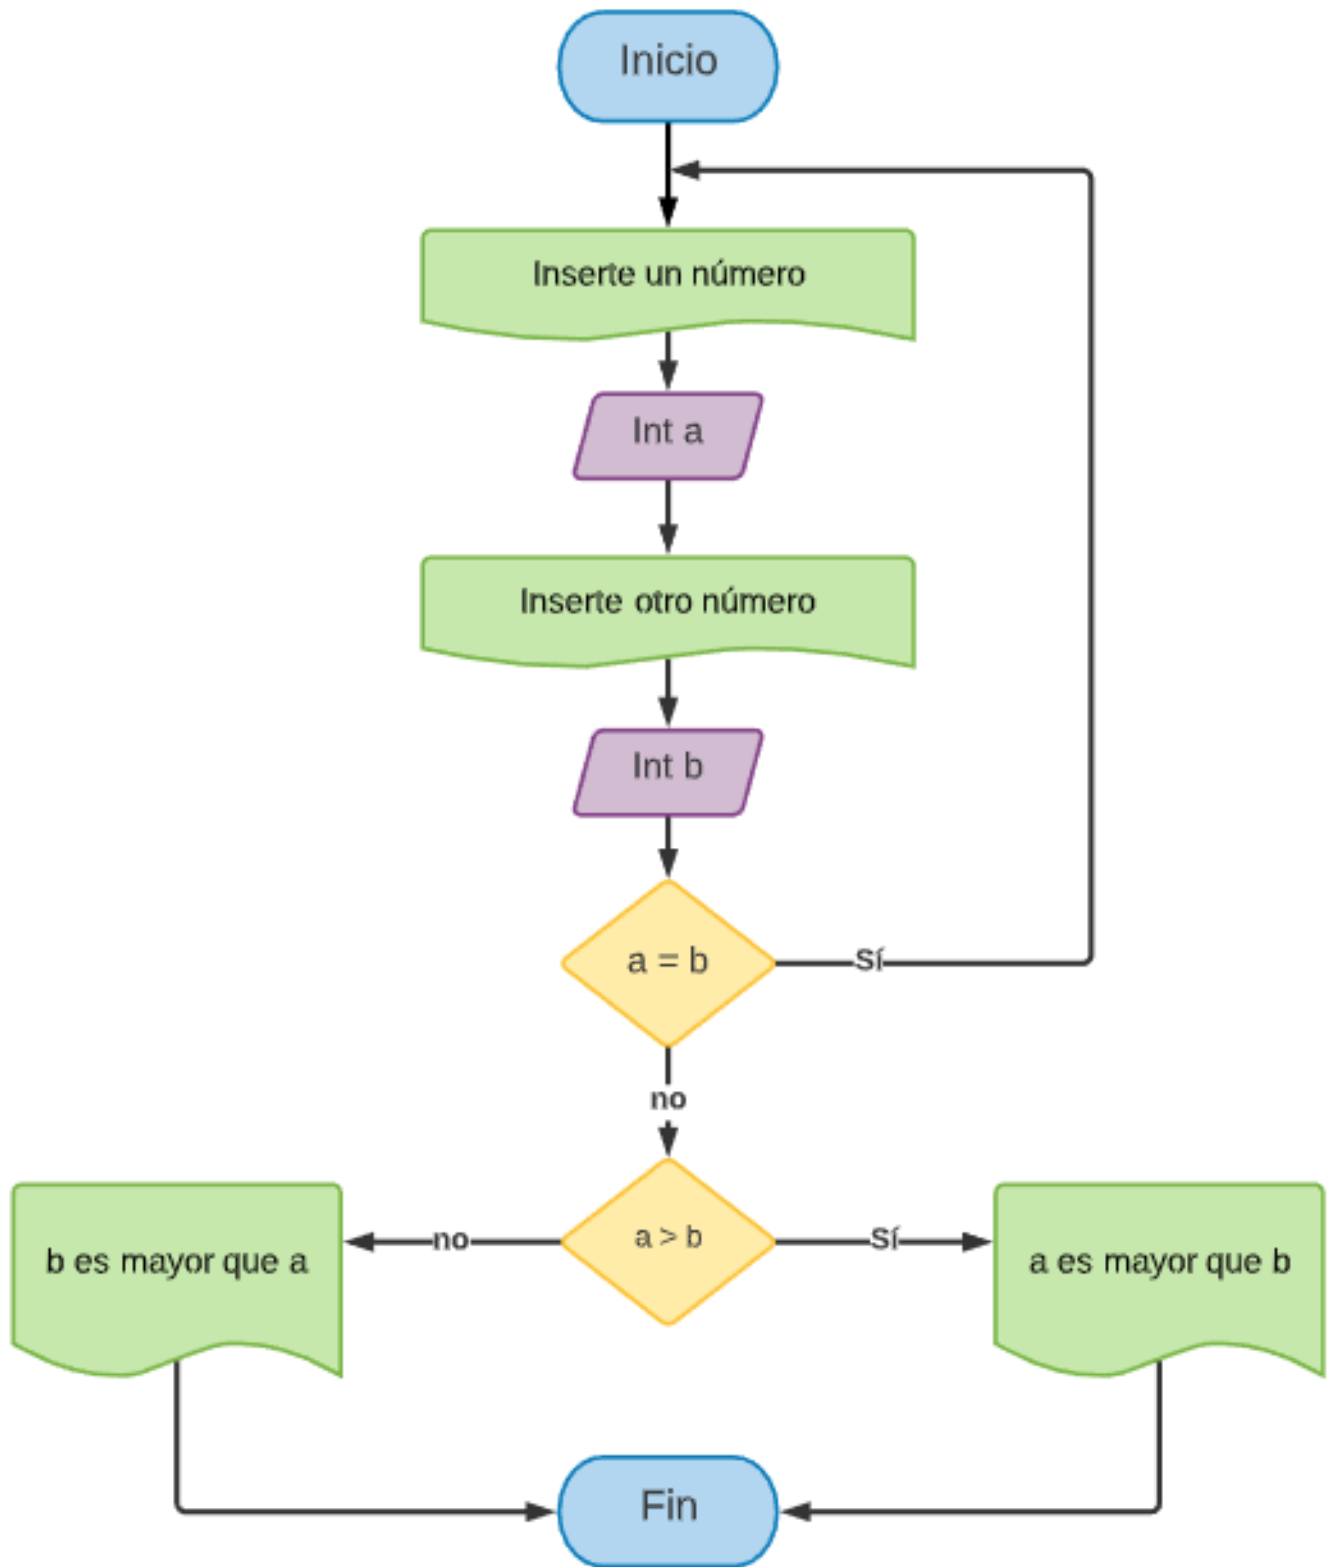 Inicio
Inserte un número
Int a
Inserte otro número
Int b
a = b
Sí
no
a > b
no
Sí
b es mayor que a
a es mayor que b
Fin